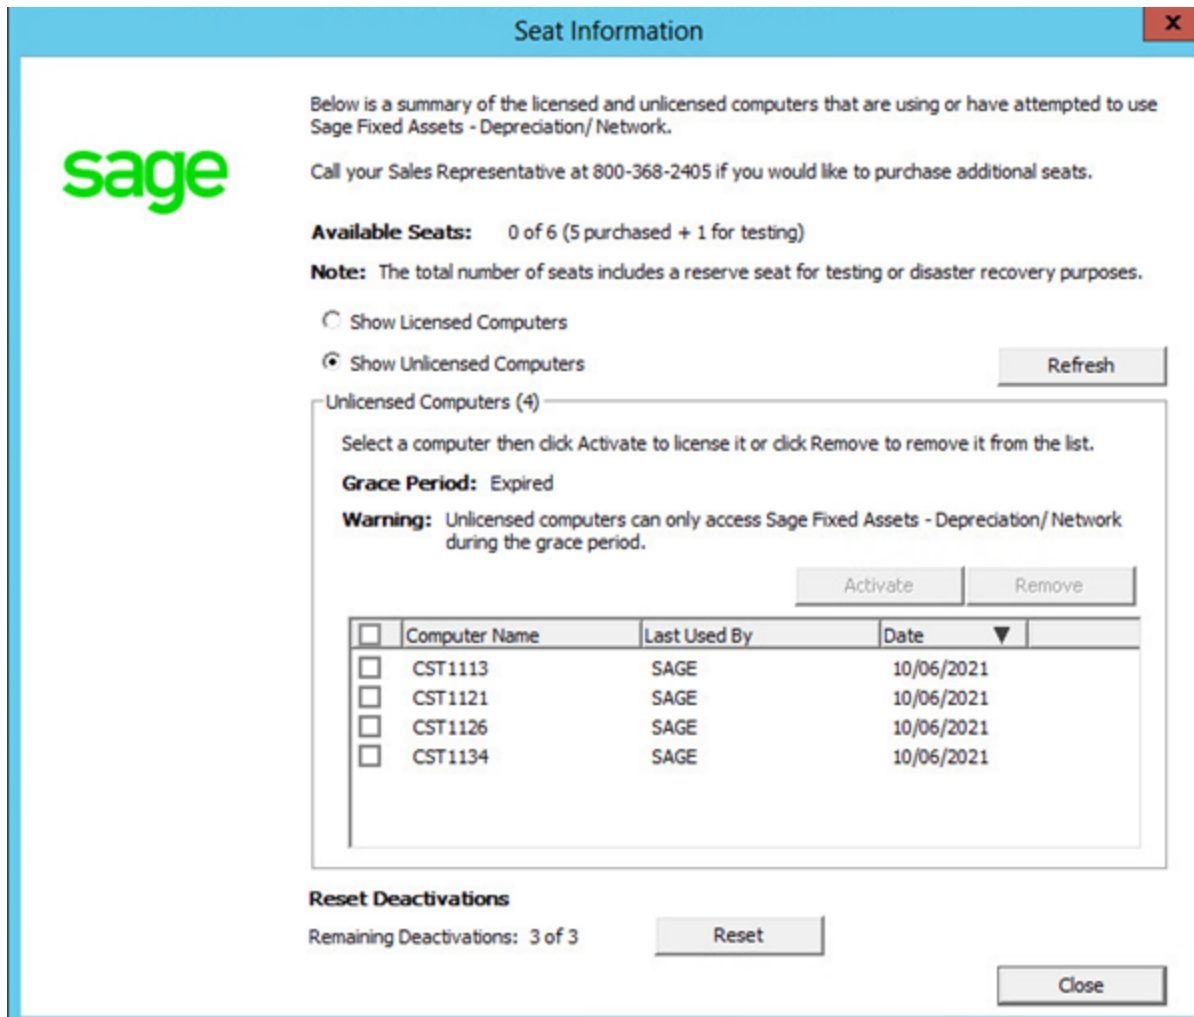 Seat Information
x
sage
Below is a summary of the licensed and unlicensed computers that are using or have attempted to use
Sage Fixed Assets - Depreciation/ Network.
Call your Sales Representative at 800-368-2405 if you would like to purchase additional seats.
Available Seats: 0 of 6 (5 purchased + 1 for testing)
Note: The total number of seats includes a reserve seat for testing or disaster recovery purposes.
Show Licensed Computers
Show Unlicensed Computers
Refresh
Unlicensed Computers (4)
Select a computer then click Activate to license it or click Remove to remove it from the list.
Grace Period: Expired
Warning: Unlicensed computers can only access Sage Fixed Assets - Depreciation/ Network
during the grace period.
Activate Remove
Computer Name Last Used By Date
CST1113 SAGE 10/06/2021
CST1121 SAGE 10/06/2021
CST1126 SAGE 10/06/2021
CST1134 SAGE 10/06/2021
Reset Deactivations
Remaining Deactivations: 3 of 3 Reset
Close